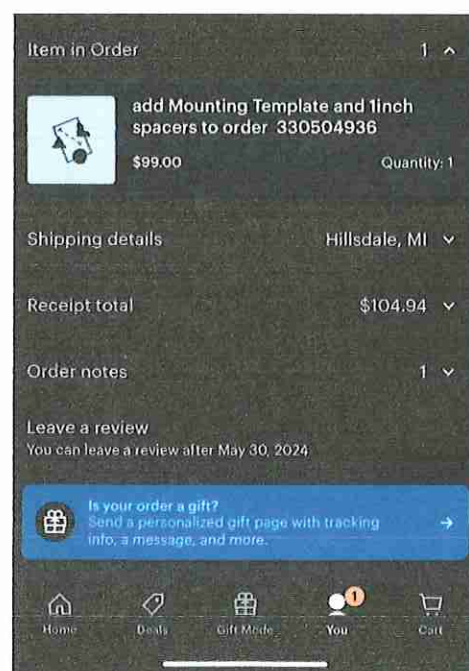 Item in Order 1
add Mounting Template and 1inch
spacers to order 330504936
$99.00 Quantity: 1
Shipping details Hillsdale, MI
Receipt total $104.94
Order notes 1
Leave a review
You can leave a review after May 30, 2024
Is your order a gift?
Send a personalized gift page with tracking
info, a message, and more.
1
Home Deals Gift Mode You Cart